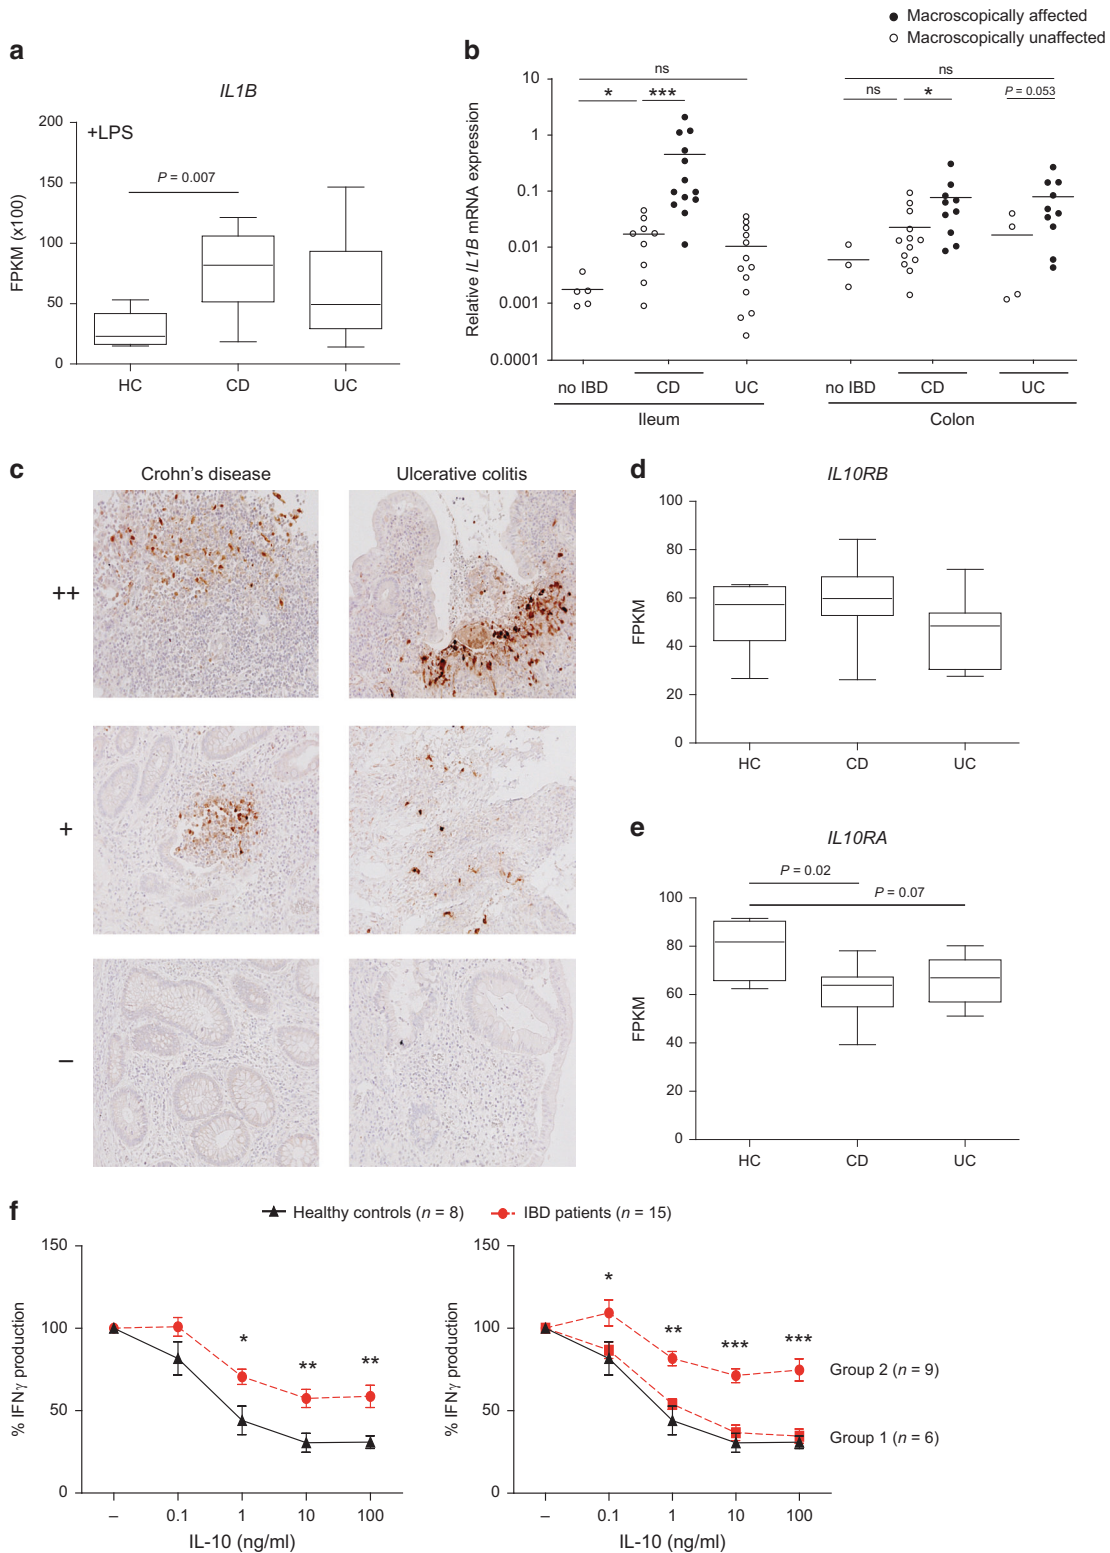 Macroscopically affected
Macroscopically unaffected
a
IL1B
+LPS
P = 0.007
FPKM (x100)
200
150
100
50
0
HC
CD
UC
b
Relative IL1B mRNA expression
10
1
0.1
0.01
0.001
0.0001
ns
*
***
ns
ns
*
P = 0.053
no IBD
CD
UC
no IBD
CD
UC
Ileum
Colon
c
Crohn's disease
Ulcerative colitis
++
+
–
d
IL10RB
FPKM
100
80
60
40
20
0
HC
CD
UC
e
IL10RA
P = 0.02
P = 0.07
FPKM
100
80
60
40
20
0
HC
CD
UC
f
Healthy controls (n = 8)
IBD patients (n = 15)
% IFNγ production
150
100
50
0
*
**
**
–
0.1
1
10
100
IL-10 (ng/ml)
% IFNγ production
150
100
50
0
*
**
***
***
Group 2 (n = 9)
Group 1 (n = 6)
–
0.1
1
10
100
IL-10 (ng/ml)